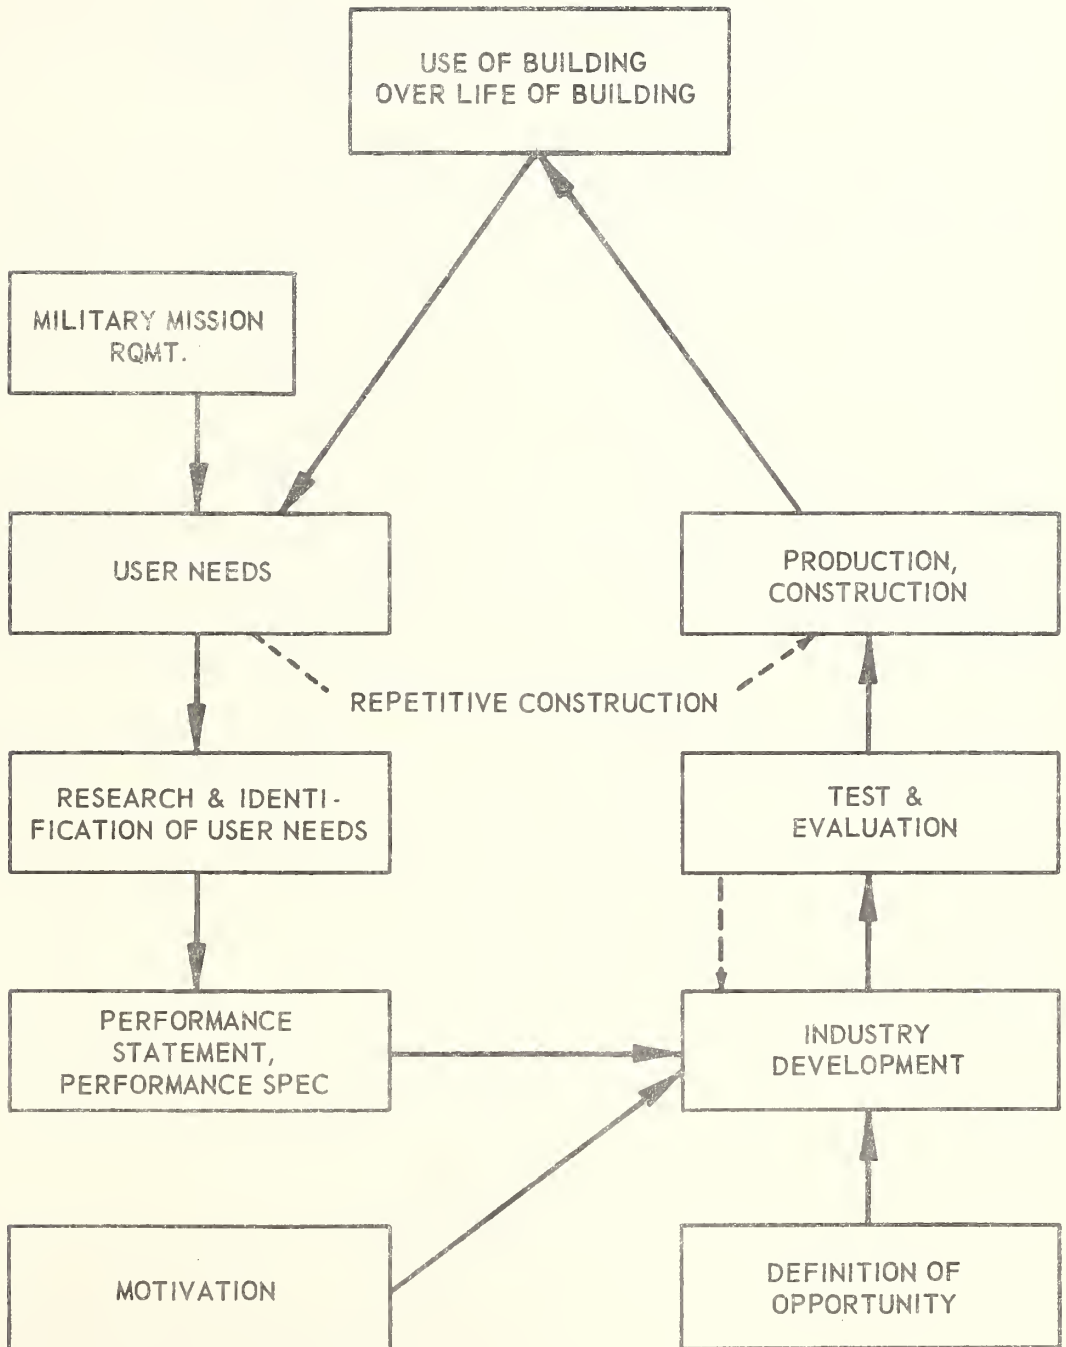 USE OF BUILDING
OVER LIFE OF BUILDING
MILITARY MISSION
RQMT.
USER NEEDS
PRODUCTION,
CONSTRUCTION
REPETITIVE CONSTRUCTION
RESEARCH & IDENTI-
FICATION OF USER NEEDS
TEST &
EVALUATION
PERFORMANCE
STATEMENT,
PERFORMANCE SPEC
INDUSTRY
DEVELOPMENT
MOTIVATION
DEFINITION OF
OPPORTUNITY